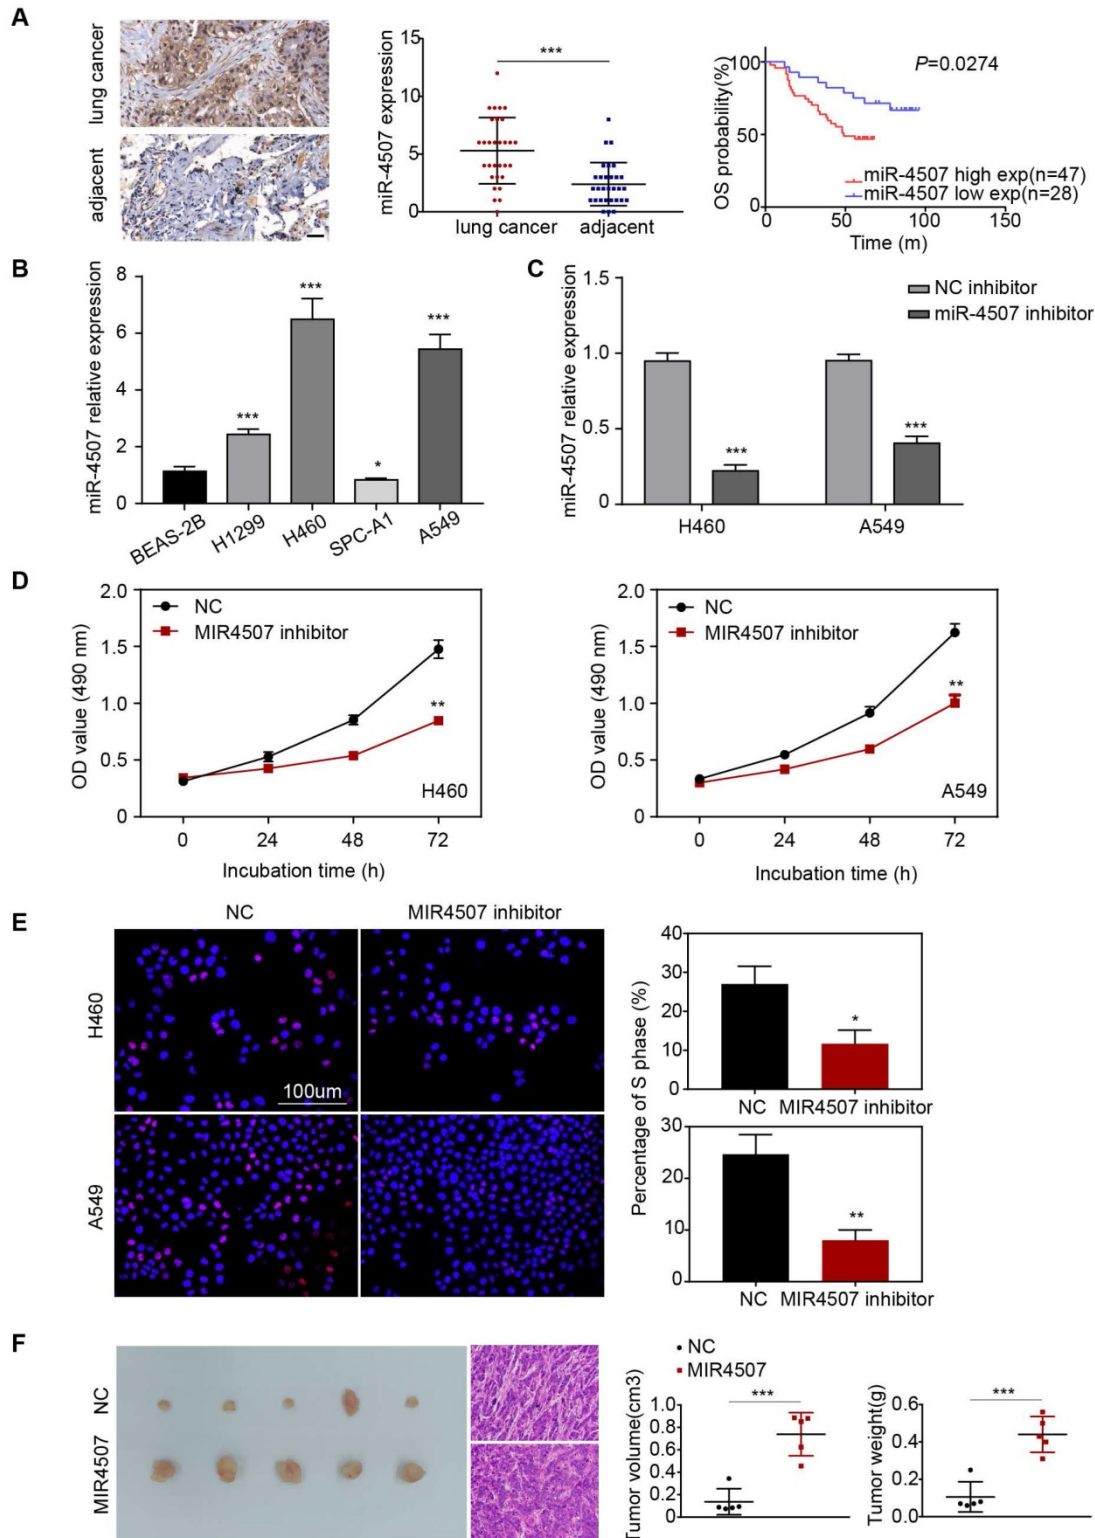 A
lung cancer
adjacent
miR-4507 expression
15
10
5
0
***
lung cancer
adjacent
OS probability(%)
100
50
0
P=0.0274
miR-4507 high exp(n=47)
miR-4507 low exp(n=28)
0
50
100
150
Time (m)
B
miR-4507 relative expression
8
6
4
2
0
***
***
*
***
BEAS-2B
H1299
H460
SPC-A1
A549
C
miR-4507 relative expression
1.5
1.0
0.5
0.0
NC inhibitor
miR-4507 inhibitor
***
***
H460
A549
D
OD value (490 nm)
2.0
1.5
1.0
0.5
0
NC
MIR4507 inhibitor
**
H460
0
24
48
72
Incubation time (h)
OD value (490 nm)
2.0
1.5
1.0
0.5
0
NC
MIR4507 inhibitor
**
A549
0
24
48
72
Incubation time (h)
E
NC
MIR4507 inhibitor
H460
100um
A549
Percentage of S phase (%)
40
30
20
10
0
*
NC
MIR4507 inhibitor
30
20
10
0
**
NC
MIR4507 inhibitor
F
NC
MIR4507
NC
MIR4507
Tumor volume(cm3)
1.0
0.8
0.6
0.4
0.2
0
***
Tumor weight(g)
0.6
0.4
0.2
0.0
***